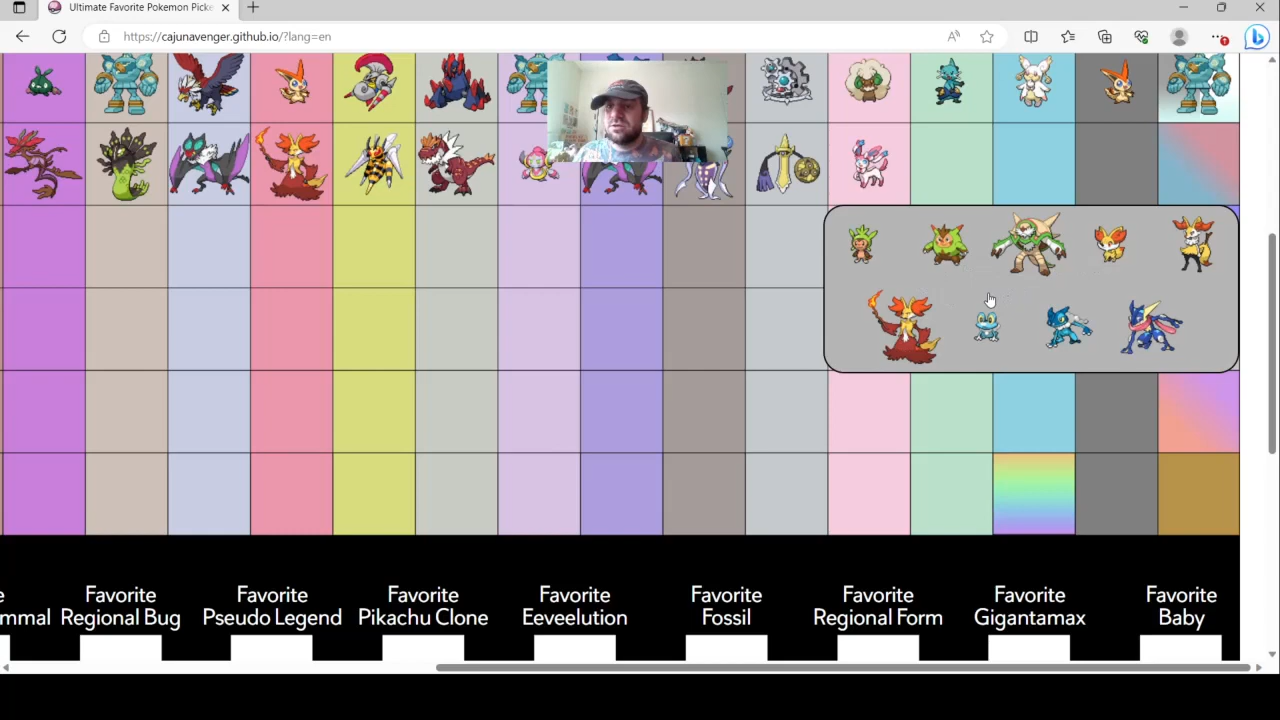 Ultimate Favorite Pokemon Picke
https://cajunavenger.github.io/?lang=en
e
mmal
Favorite
Regional Bug
Favorite
Pseudo Legend
Favorite
Pikachu Clone
Favorite
Eeveelution
Favorite
Fossil
Favorite
Regional Form
Favorite
Gigantamax
Favorite
Baby